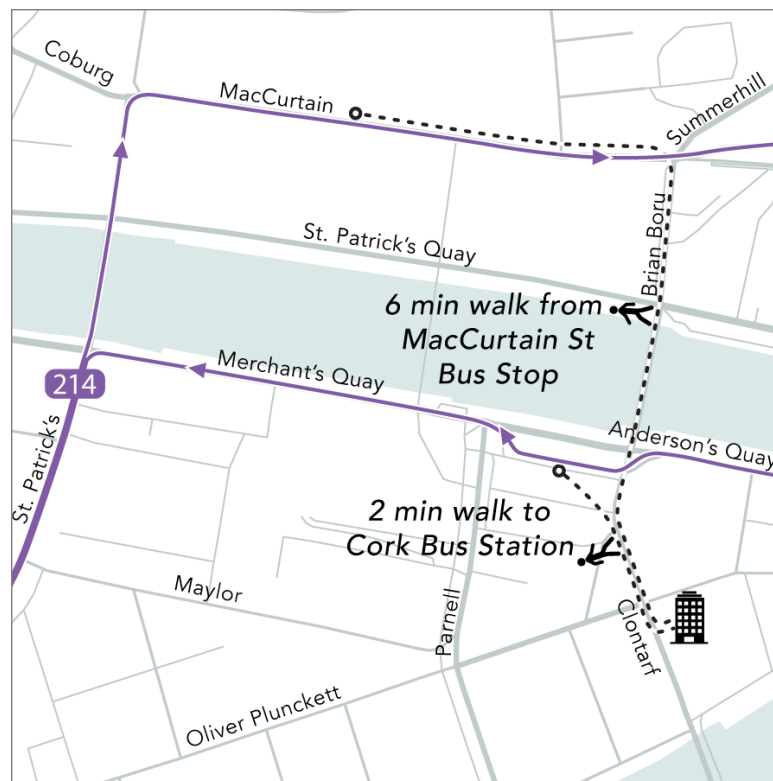 Coburg
MacCurtain
Summerhill
St. Patrick's Quay
Brian Boru
6 min walk from
MacCurtain St
Bus Stop
Merchant's Quay
214
Anderson's Quay
St. Patrick's
2 min walk to
Cork Bus Station
Maylor
Parnell
Clontarf
Oliver Plunckett